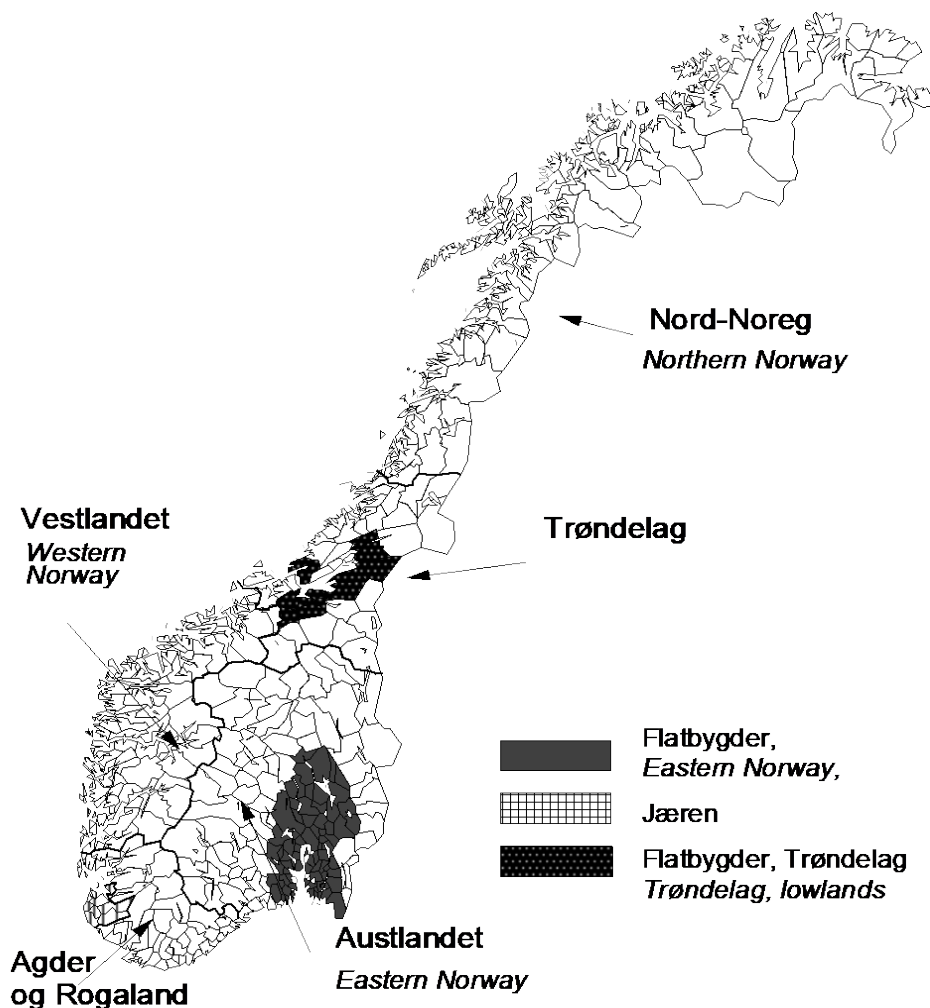 Nord-Noreg
Northern Norway
Vestlandet
Western
Norway
Trøndelag
Flatbygder,
Eastern Norway,
Jæren
Flatbygder, Trøndelag
Trøndelag, lowlands
Austlandet
Eastern Norway
Agder
og Rogaland